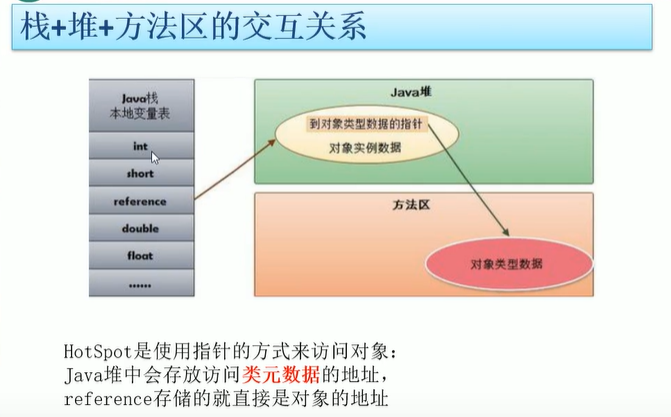 栈+堆+方法区的交互关系
Java栈
本地变量表
int
short
reference
double
float
......
Java堆
到对象类型数据的指针
对象实例数据
方法区
对象类型数据
HotSpot是使用指针的方式来访问对象：
Java堆中会存放访问类元数据的地址，
reference存储的就直接是对象的地址